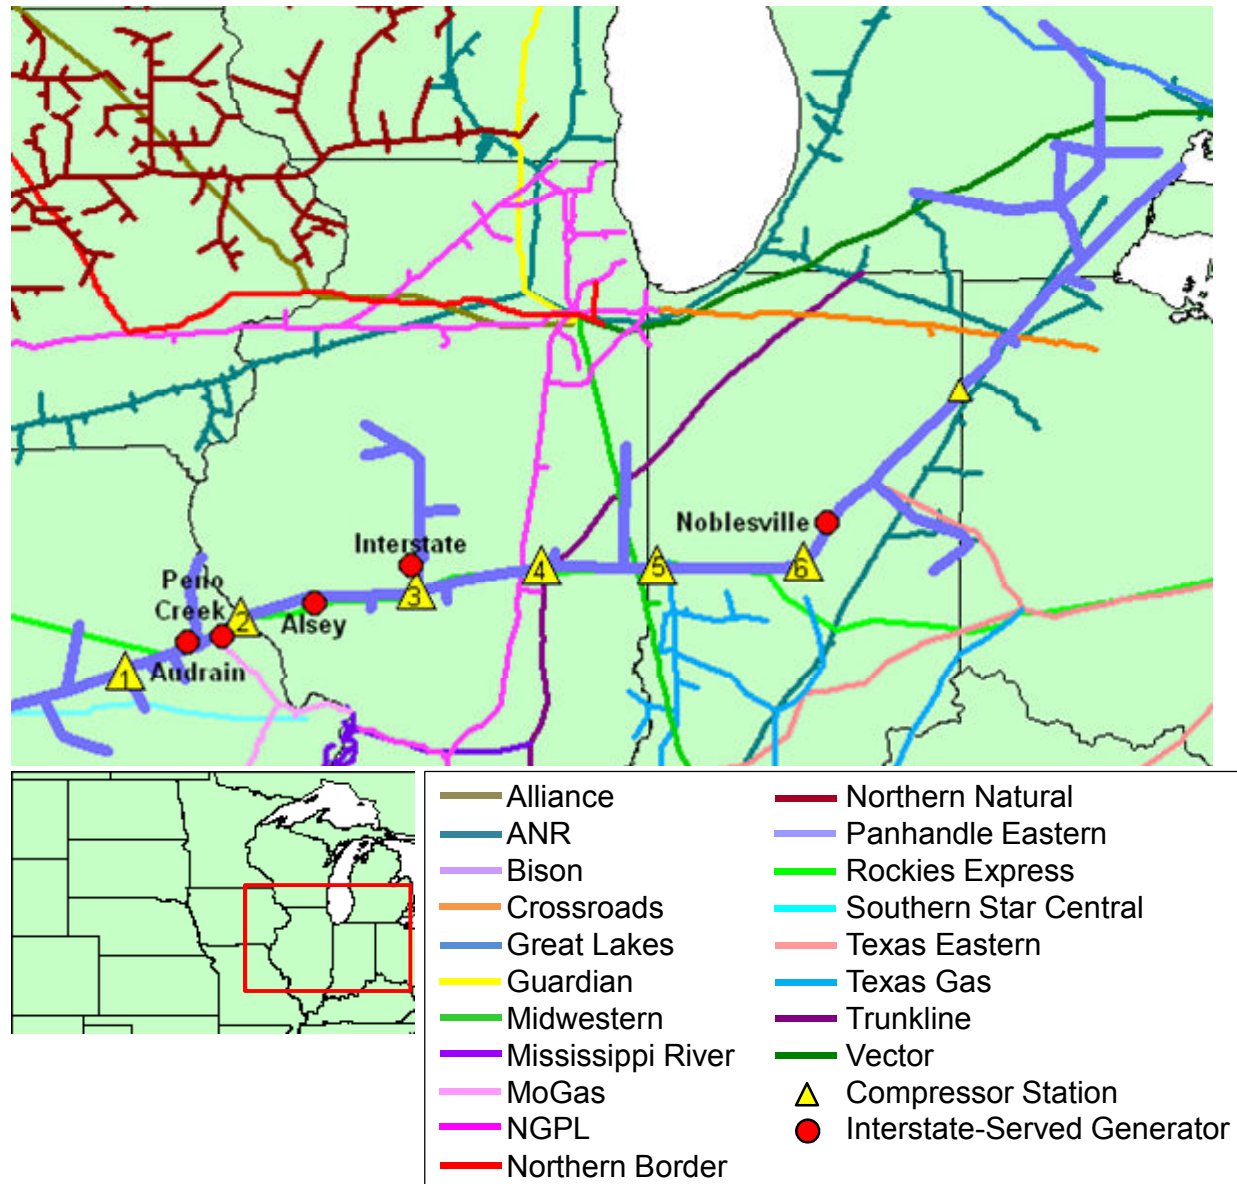 Noblesville
Interstate
Peno
Creek
Alsey
Audrain
1
2
3
4
5
6
Alliance
ANR
Bison
Crossroads
Great Lakes
Guardian
Midwestern
Mississippi River
MoGas
NGPL
Northern Border
Northern Natural
Panhandle Eastern
Rockies Express
Southern Star Central
Texas Eastern
Texas Gas
Trunkline
Vector
Compressor Station
Interstate-Served Generator